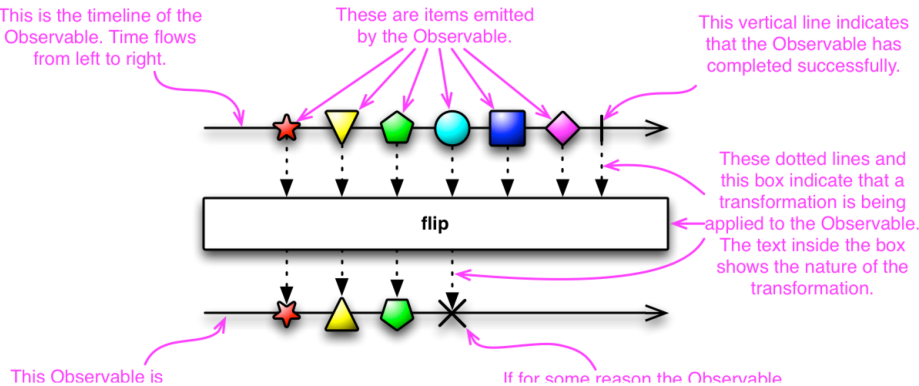 This is the timeline of the
Observable. Time flows
from left to right.
These are items emitted
by the Observable.
This vertical line indicates
that the Observable has
completed successfully.
These dotted lines and
this box indicate that a
transformation is being
applied to the Observable.
The text inside the box
shows the nature of the
transformation.
flip
This Observable is
If for some reason the Observable